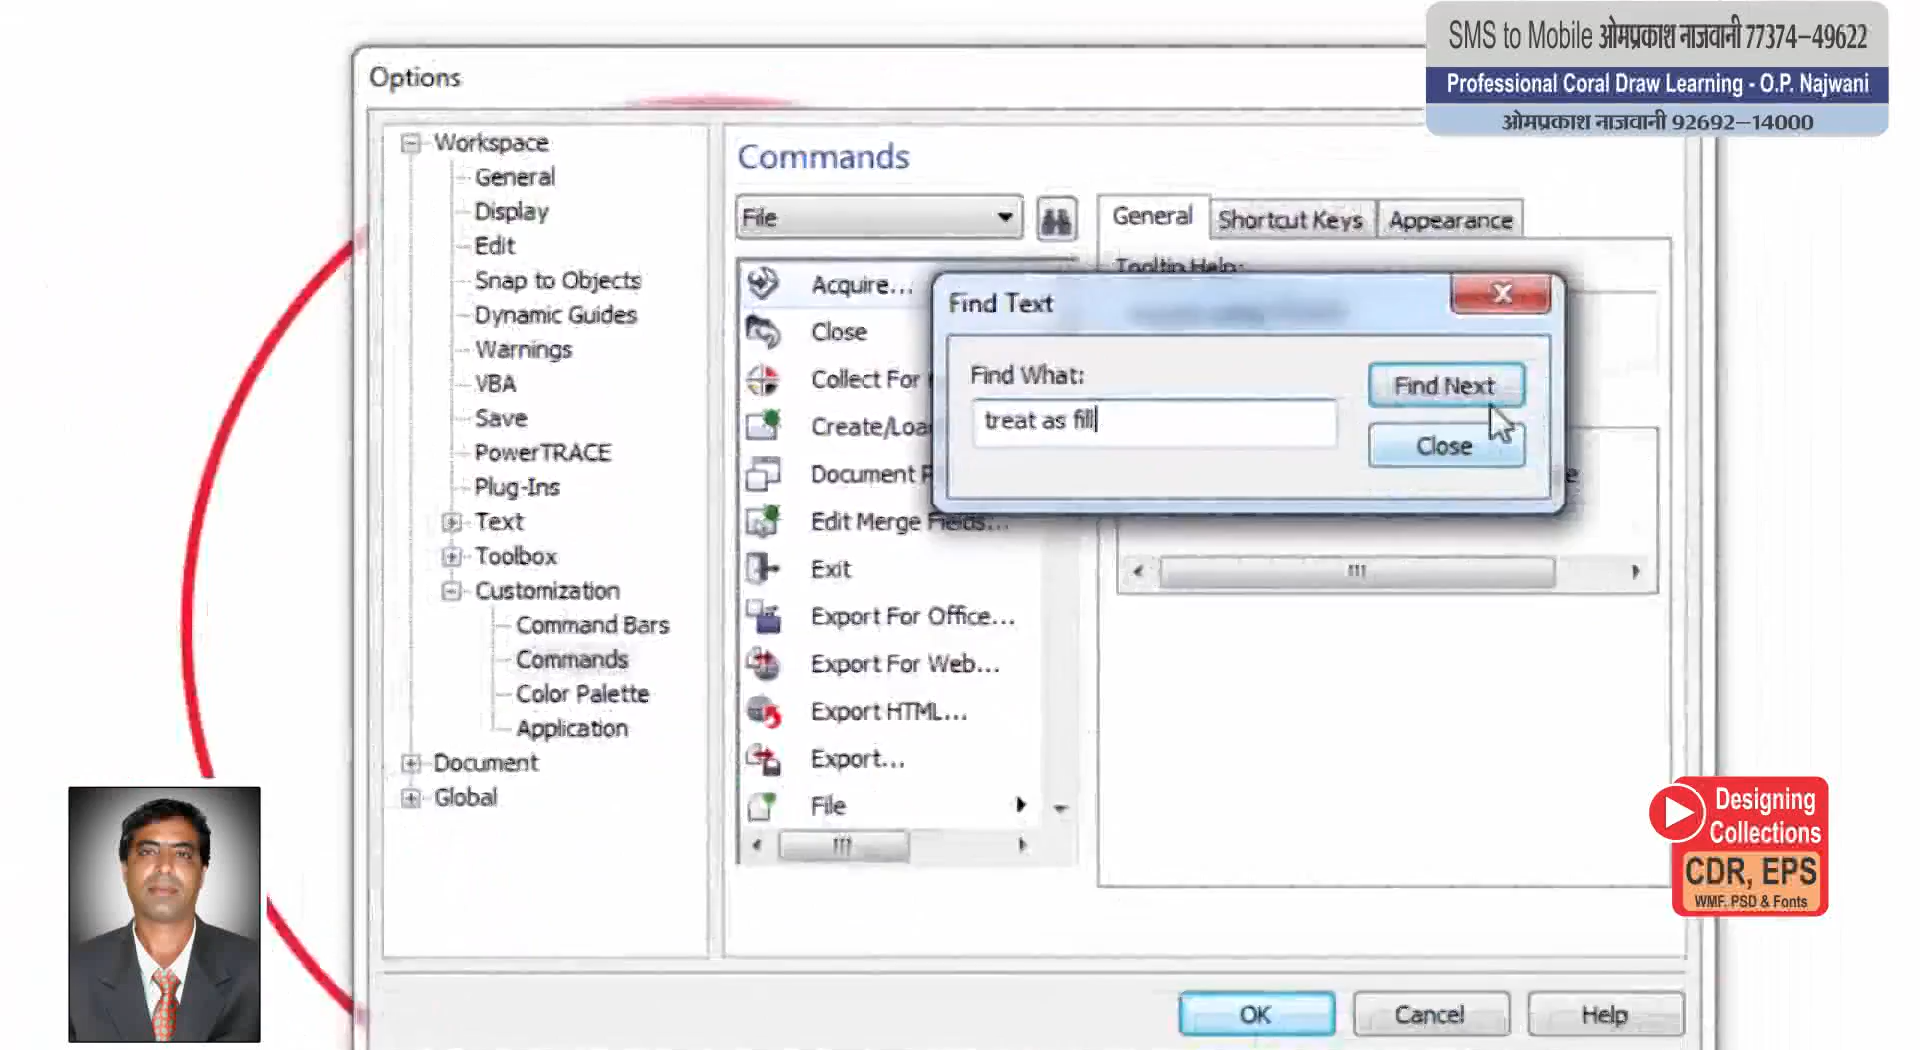 SMS to Mobile ओमप्रकाश नाजवानी 77374-49622
Professional Coral Draw Learning - O.P. Najwani
ओमप्रकाश नाजवानी 92692-14000
Options
Workspace
General
Display
Edit
Snap to Objects
Dynamic Guides
Warnings
VBA
Save
PowerTRACE
Plug-Ins
Text
Toolbox
Customization
Command Bars
Commands
Color Palette
Application
Document
Global
Commands
File
Acquire...
Close
Collect For
Create/Loa
Document
Edit Merge Fields...
Exit
Export For Office...
Export For Web...
Export HTML...
Export...
File
General
Shortcut Keys
Appearance
Tooltip Help:
Find Text
Find What:
treat as fill
Find Next
Close
OK
Cancel
Help
Designing
Collections
CDR, EPS
WMF, PSD & Fonts